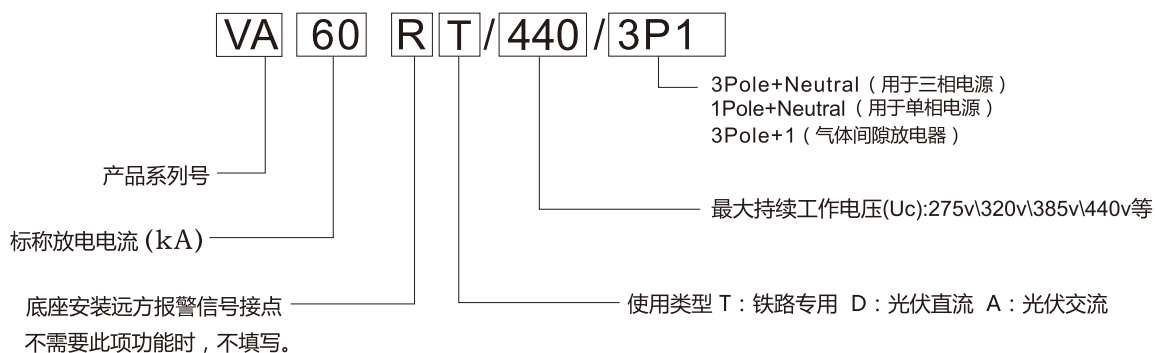 VA 60 R T/440/3P1
3Pole+Neutral（用于三相电源）
1Pole+Neutral（用于单相电源）
3Pole+1（气体间隙放电器）
产品系列号
最大持续工作电压(Uc):275v\320v\385v\440v等
标称放电电流 (kA)
底座安装远方报警信号接点
不需要此项功能时，不填写。
使用类型 T：铁路专用 D：光伏直流 A：光伏交流